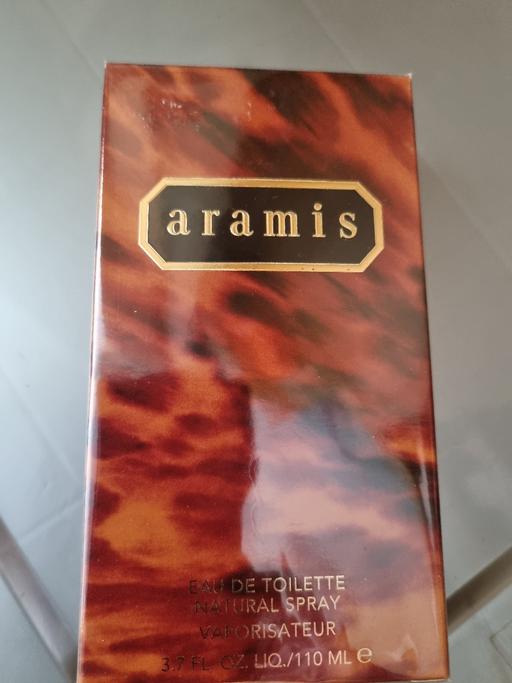 aramis
EAU DE TOILETTE
NATURAL SPRAY
VAPORISATEUR
3.7 FL. OZ. LIQ./110 ML ℮